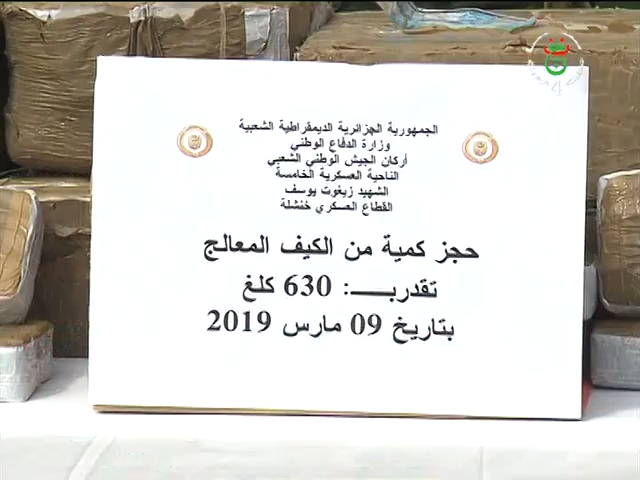 الجمهورية الجزائرية الديمقراطية الشعبية
وزارة الدفاع الوطني
أركان الجيش الوطني الشعبي
الناحية العسكرية الخامسة
الشهيد زيغوت يوسف
القطاع العسكري خنشلة
حجز كمية من الكيف المعالج
تقدربـــــ: 630 كلغ
بتاريخ 09 مارس 2019